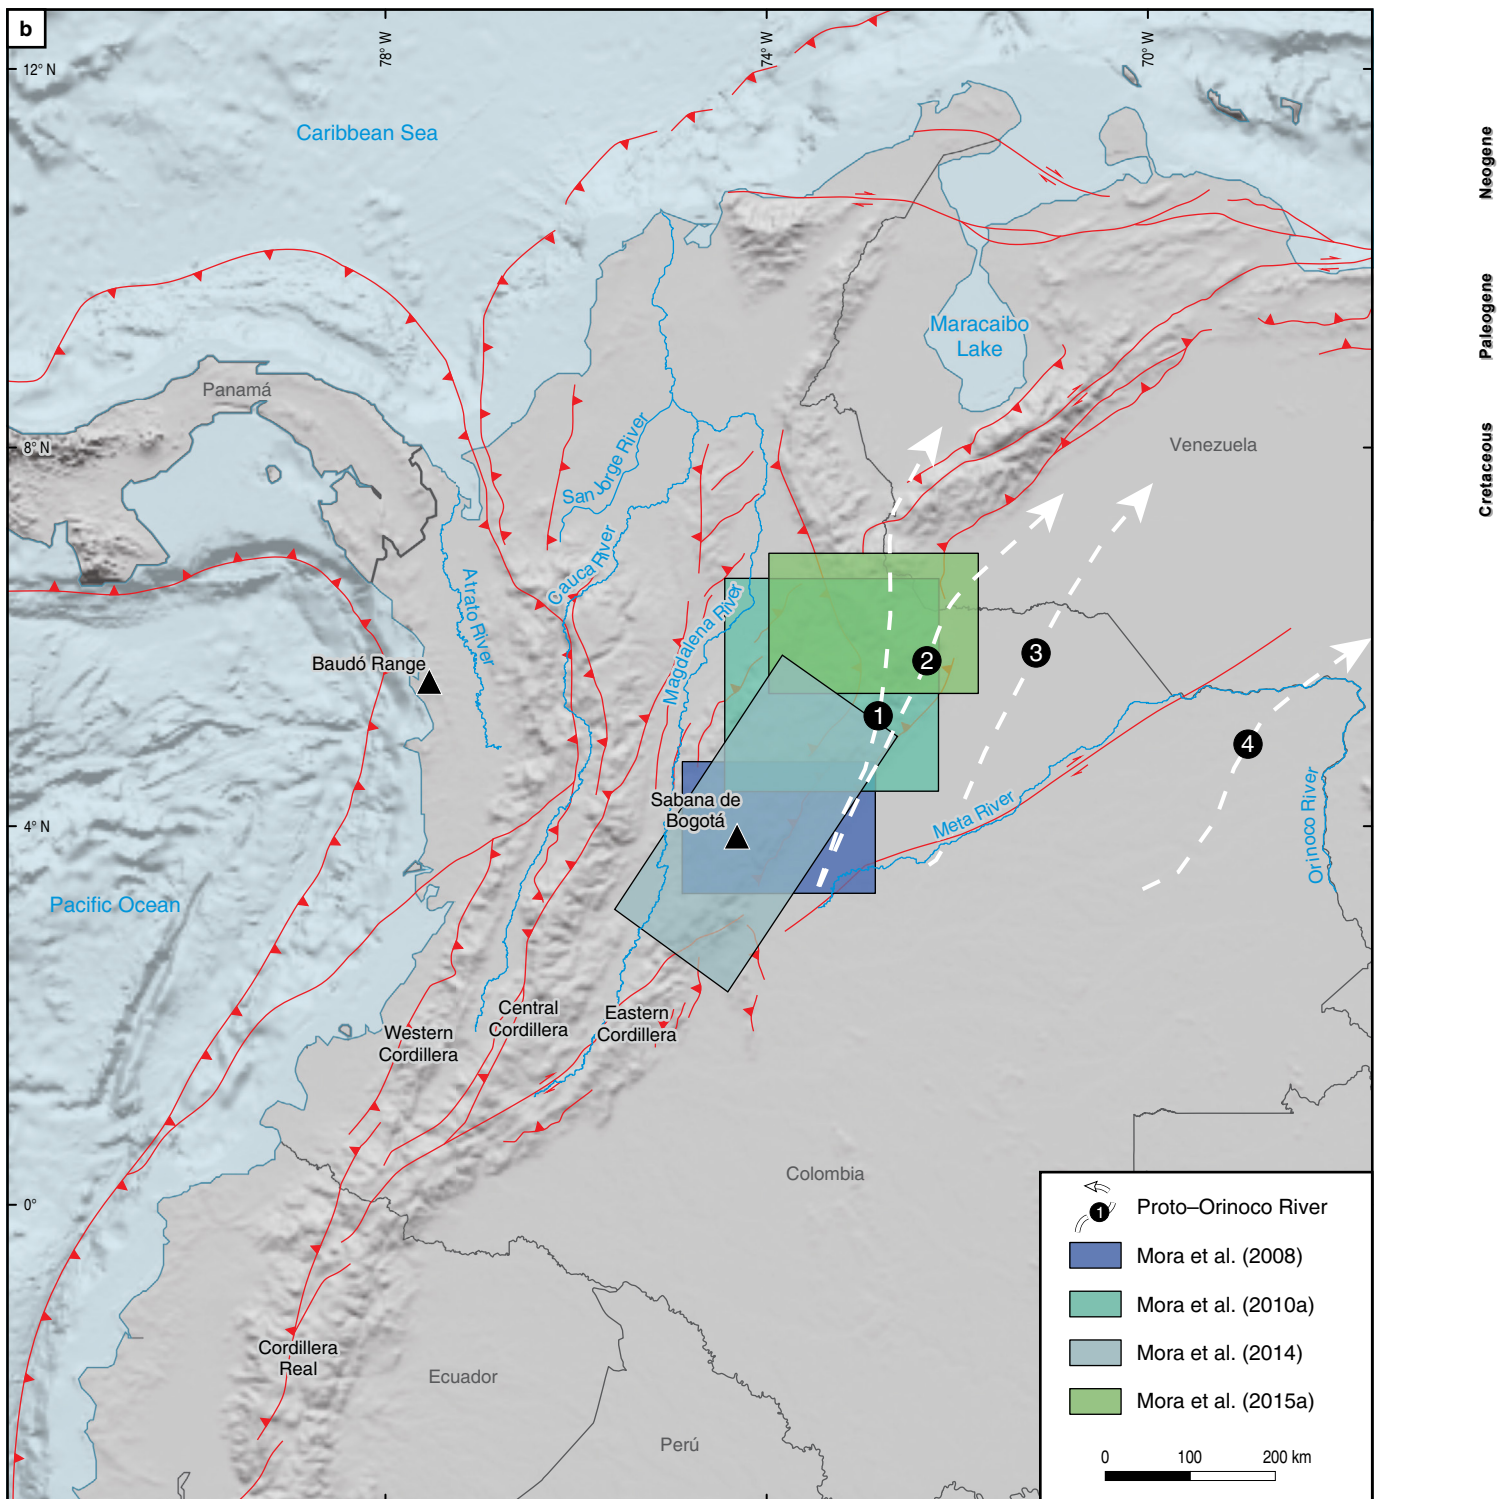 b
78° W
74° W
70° W
12° N
Caribbean Sea
Neogene
Maracaibo
Lake
Paleogene
Panamá
8° N
Venezuela
San Jorge River
Cretaceous
Cauca River
Atrato River
Magdalena River
Baudó Range
2
3
1
4
Sabana de
Bogotá
4° N
Meta River
Orinoco River
Pacific Ocean
Central
Cordillera
Eastern
Cordillera
Western
Cordillera
Colombia
0°
1
Proto–Orinoco River
Mora et al. (2008)
Mora et al. (2010a)
Mora et al. (2014)
Mora et al. (2015a)
Cordillera
Real
Ecuador
Perú
0 100 200 km